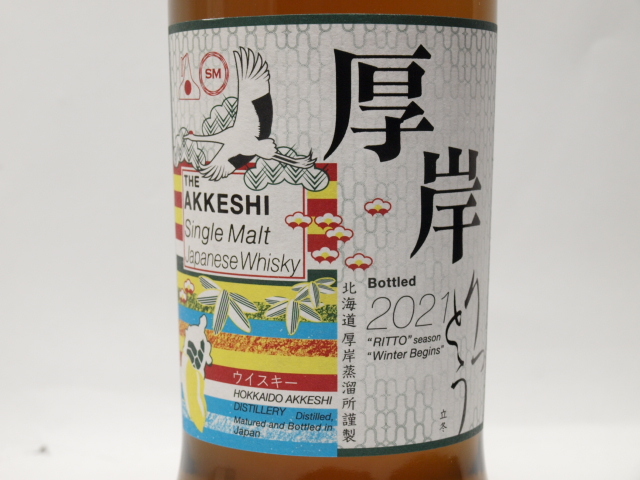 SM
厚岸
THE
AKKESHI
Single Malt
Japanese Whisky
Bottled
2021
"RITTO" season
"Winter Begins"
りっとう
立冬
北海道厚岸蒸溜所謹製
ウイスキー
HOKKAIDO AKKESHI
DISTILLERY Distilled,
Matured and Bottled in
Japan